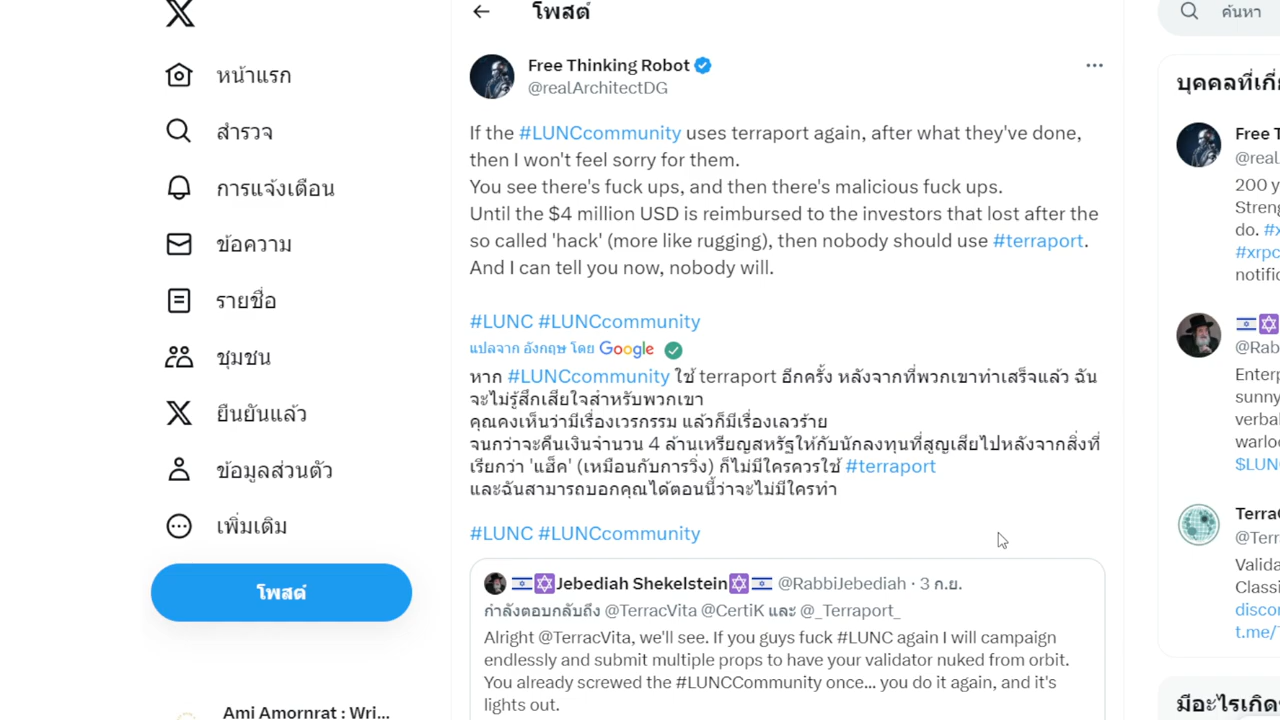 โพสต์
ค้นหา
หน้าแรก
สำรวจ
การแจ้งเตือน
ข้อความ
รายชื่อ
ชุมชน
ยืนยันแล้ว
ข้อมูลส่วนตัว
เพิ่มเติม
โพสต์
Ami Amornrat : Wri...
Free Thinking Robot
@realArchitectDG
If the #LUNCcommunity uses terraport again, after what they've done,
then I won't feel sorry for them.
You see there's fuck ups, and then there's malicious fuck ups.
Until the $4 million USD is reimbursed to the investors that lost after the
so called 'hack' (more like rugging), then nobody should use #terraport.
And I can tell you now, nobody will.
#LUNC #LUNCcommunity
แปลจาก อังกฤษ โดย Google
หาก #LUNCcommunity ใช้ terraport อีกครั้ง หลังจากที่พวกเขาทำเสร็จแล้ว ฉัน
จะไม่รู้สึกเสียใจสำหรับพวกเขา
คุณคงเห็นว่ามีเรื่องเวรกรรม แล้วก็มีเรื่องเลวร้าย
จนกว่าจะคืนเงินจำนวน 4 ล้านเหรียญสหรัฐให้กับนักลงทุนที่สูญเสียไปหลังจากสิ่งที่
เรียกว่า 'แฮ็ค' (เหมือนกับการวิ่ง) ก็ไม่มีใครควรใช้ #terraport
และฉันสามารถบอกคุณได้ตอนนี้ว่าจะไม่มีใครทำ
#LUNC #LUNCcommunity
Jebediah Shekelstein @RabbiJebediah · 3 ก.ย.
กำลังตอบกลับถึง @TerracVita @CertiK และ @_Terraport_
Alright @TerracVita, we'll see. If you guys fuck #LUNC again I will campaign
endlessly and submit multiple props to have your validator nuked from orbit.
You already screwed the #LUNCCommunity once... you do it again, and it's
lights out.
บุคคลที่เกี่
Free T
@real
200 y
Streng
do. #x
#xrpc
notific
@Rab
Enterp
sunny
verbal
warloc
$LUN
Terra
@Terr
Valida
Classi
discor
t.me/
มีอะไรเกิด